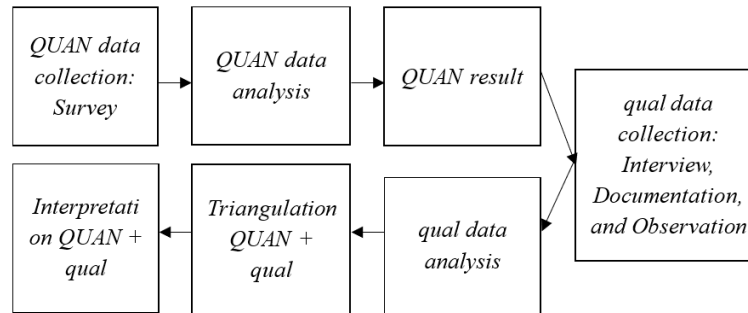 QUAN data
collection:
Survey
QUAN data
analysis
QUAN result
qual data
collection:
Interview,
Documentation,
and Observation
qual data
analysis
Triangulation
QUAN +
qual
Interpretati
on QUAN +
qual